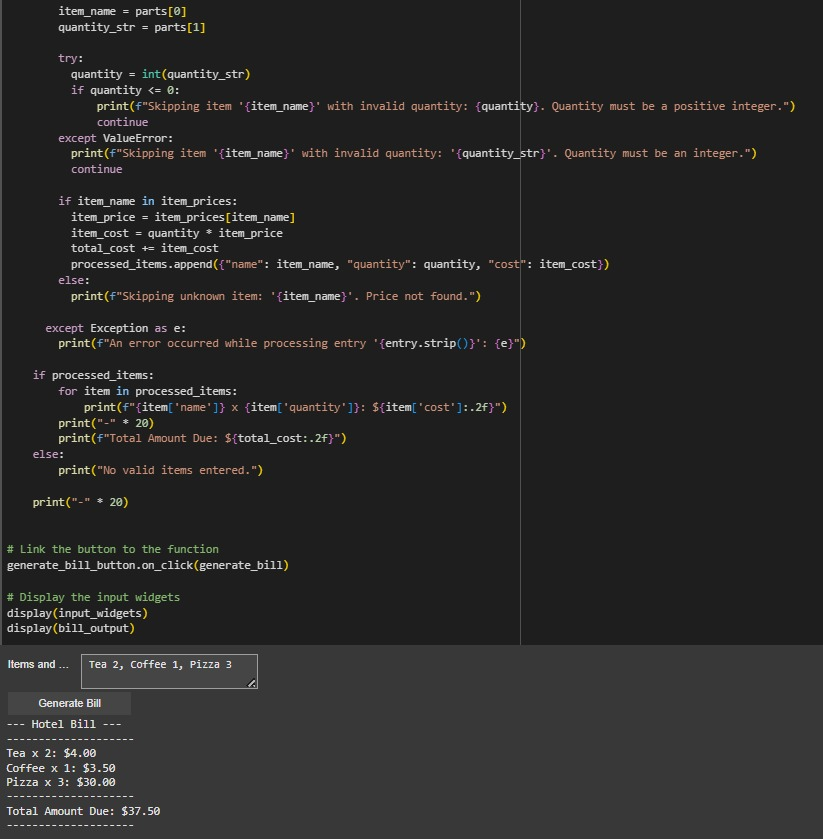 item_name = parts[0]
quantity_str = parts[1]
try:
quantity = int(quantity_str)
if quantity <= 0:
print(f"Skipping item '{item_name}' with invalid quantity: {quantity}. Quantity must be a positive integer.")
continue
except ValueError:
print(f"Skipping item '{item_name}' with invalid quantity: '{quantity_str}'. Quantity must be an integer.")
continue
if item_name in item_prices:
item_price = item_prices[item_name]
item_cost = quantity * item_price
total_cost += item_cost
processed_items.append({"name": item_name, "quantity": quantity, "cost": item_cost})
else:
print(f"Skipping unknown item: '{item_name}'. Price not found.")
except Exception as e:
print(f"An error occurred while processing entry '{entry.strip()}': {e}")
if processed_items:
for item in processed_items:
print(f"{item['name']} x {item['quantity']}: ${item['cost']:.2f}")
print("-" * 20)
print(f"Total Amount Due: ${total_cost:.2f}")
else:
print("No valid items entered.")
print("-" * 20)
# Link the button to the function
generate_bill_button.on_click(generate_bill)
# Display the input widgets
display(input_widgets)
display(bill_output)
Items and ...
Tea 2, Coffee 1, Pizza 3
Generate Bill
--- Hotel Bill ---
--------------------
Tea x 2: $4.00
Coffee x 1: $3.50
Pizza x 3: $30.00
--------------------
Total Amount Due: $37.50
--------------------